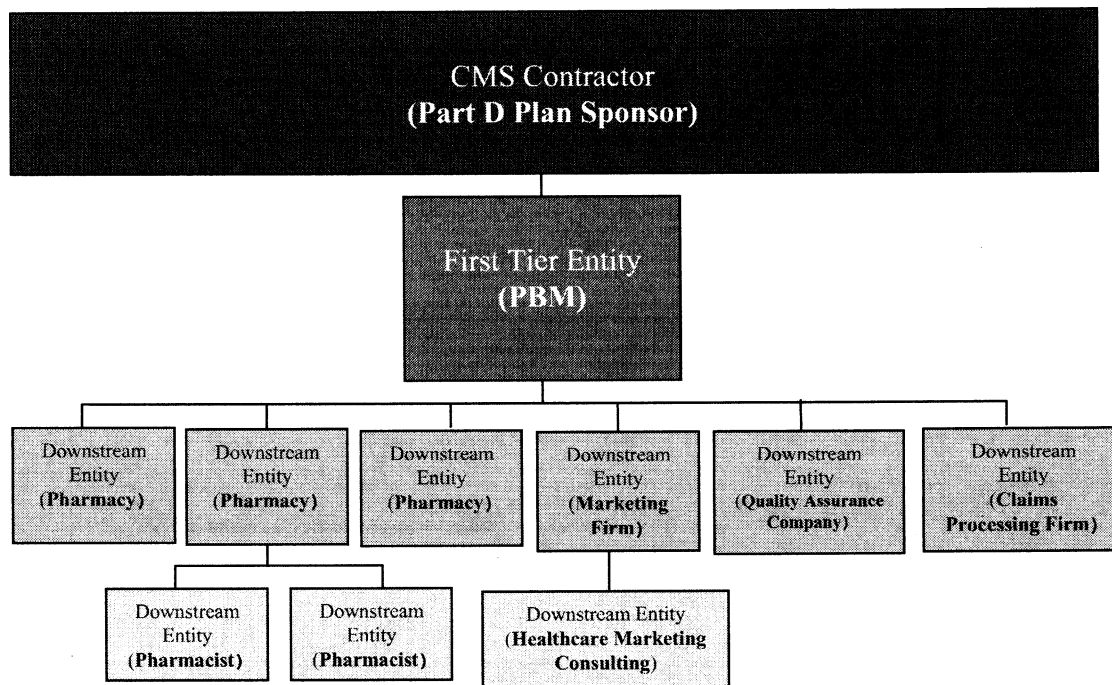 CMS Contractor
(Part D Plan Sponsor)
First Tier Entity
(PBM)
Downstream
Entity
(Pharmacy)
Downstream
Entity
(Pharmacy)
Downstream
Entity
(Pharmacy)
Downstream
Entity
(Marketing
Firm)
Downstream
Entity
(Quality Assurance
Company)
Downstream
Entity
(Claims
Processing Firm)
Downstream
Entity
(Pharmacist)
Downstream
Entity
(Pharmacist)
Downstream Entity
(Healthcare Marketing
Consulting)